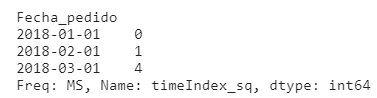 Fecha_pedido
2018-01-01    0
2018-02-01    1
2018-03-01    4
Freq: MS, Name: timeIndex_sq, dtype: int64